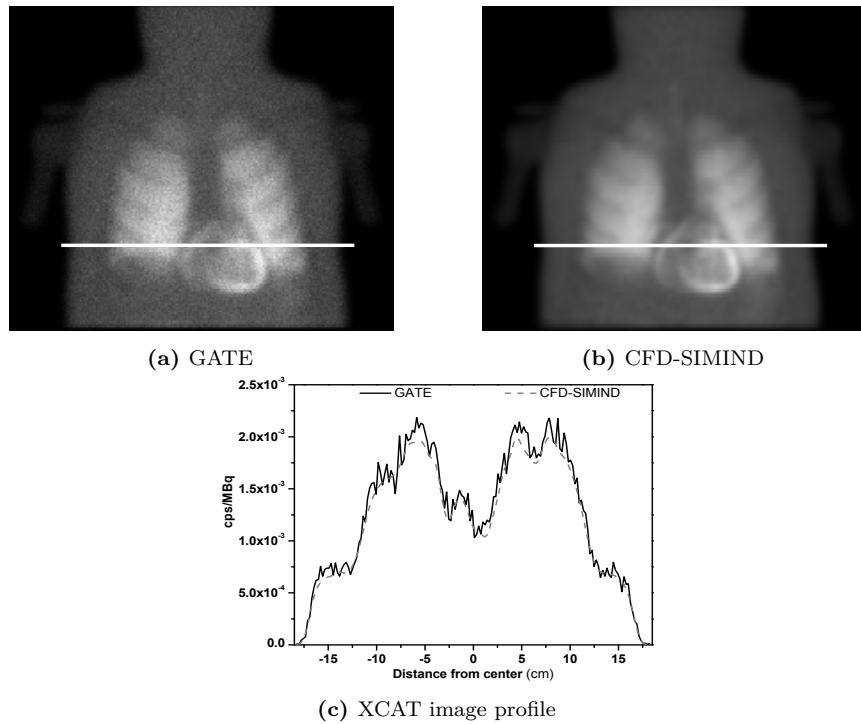 (a) GATE
(b) CFD-SIMIND
GATE
CFD-SIMIND
2.5x10⁻³
2.0x10⁻³
1.5x10⁻³
1.0x10⁻³
5.0x10⁻⁴
0.0
cps/MBq
-15 -10 -5 0 5 10 15
Distance from center (cm)
(c) XCAT image profile